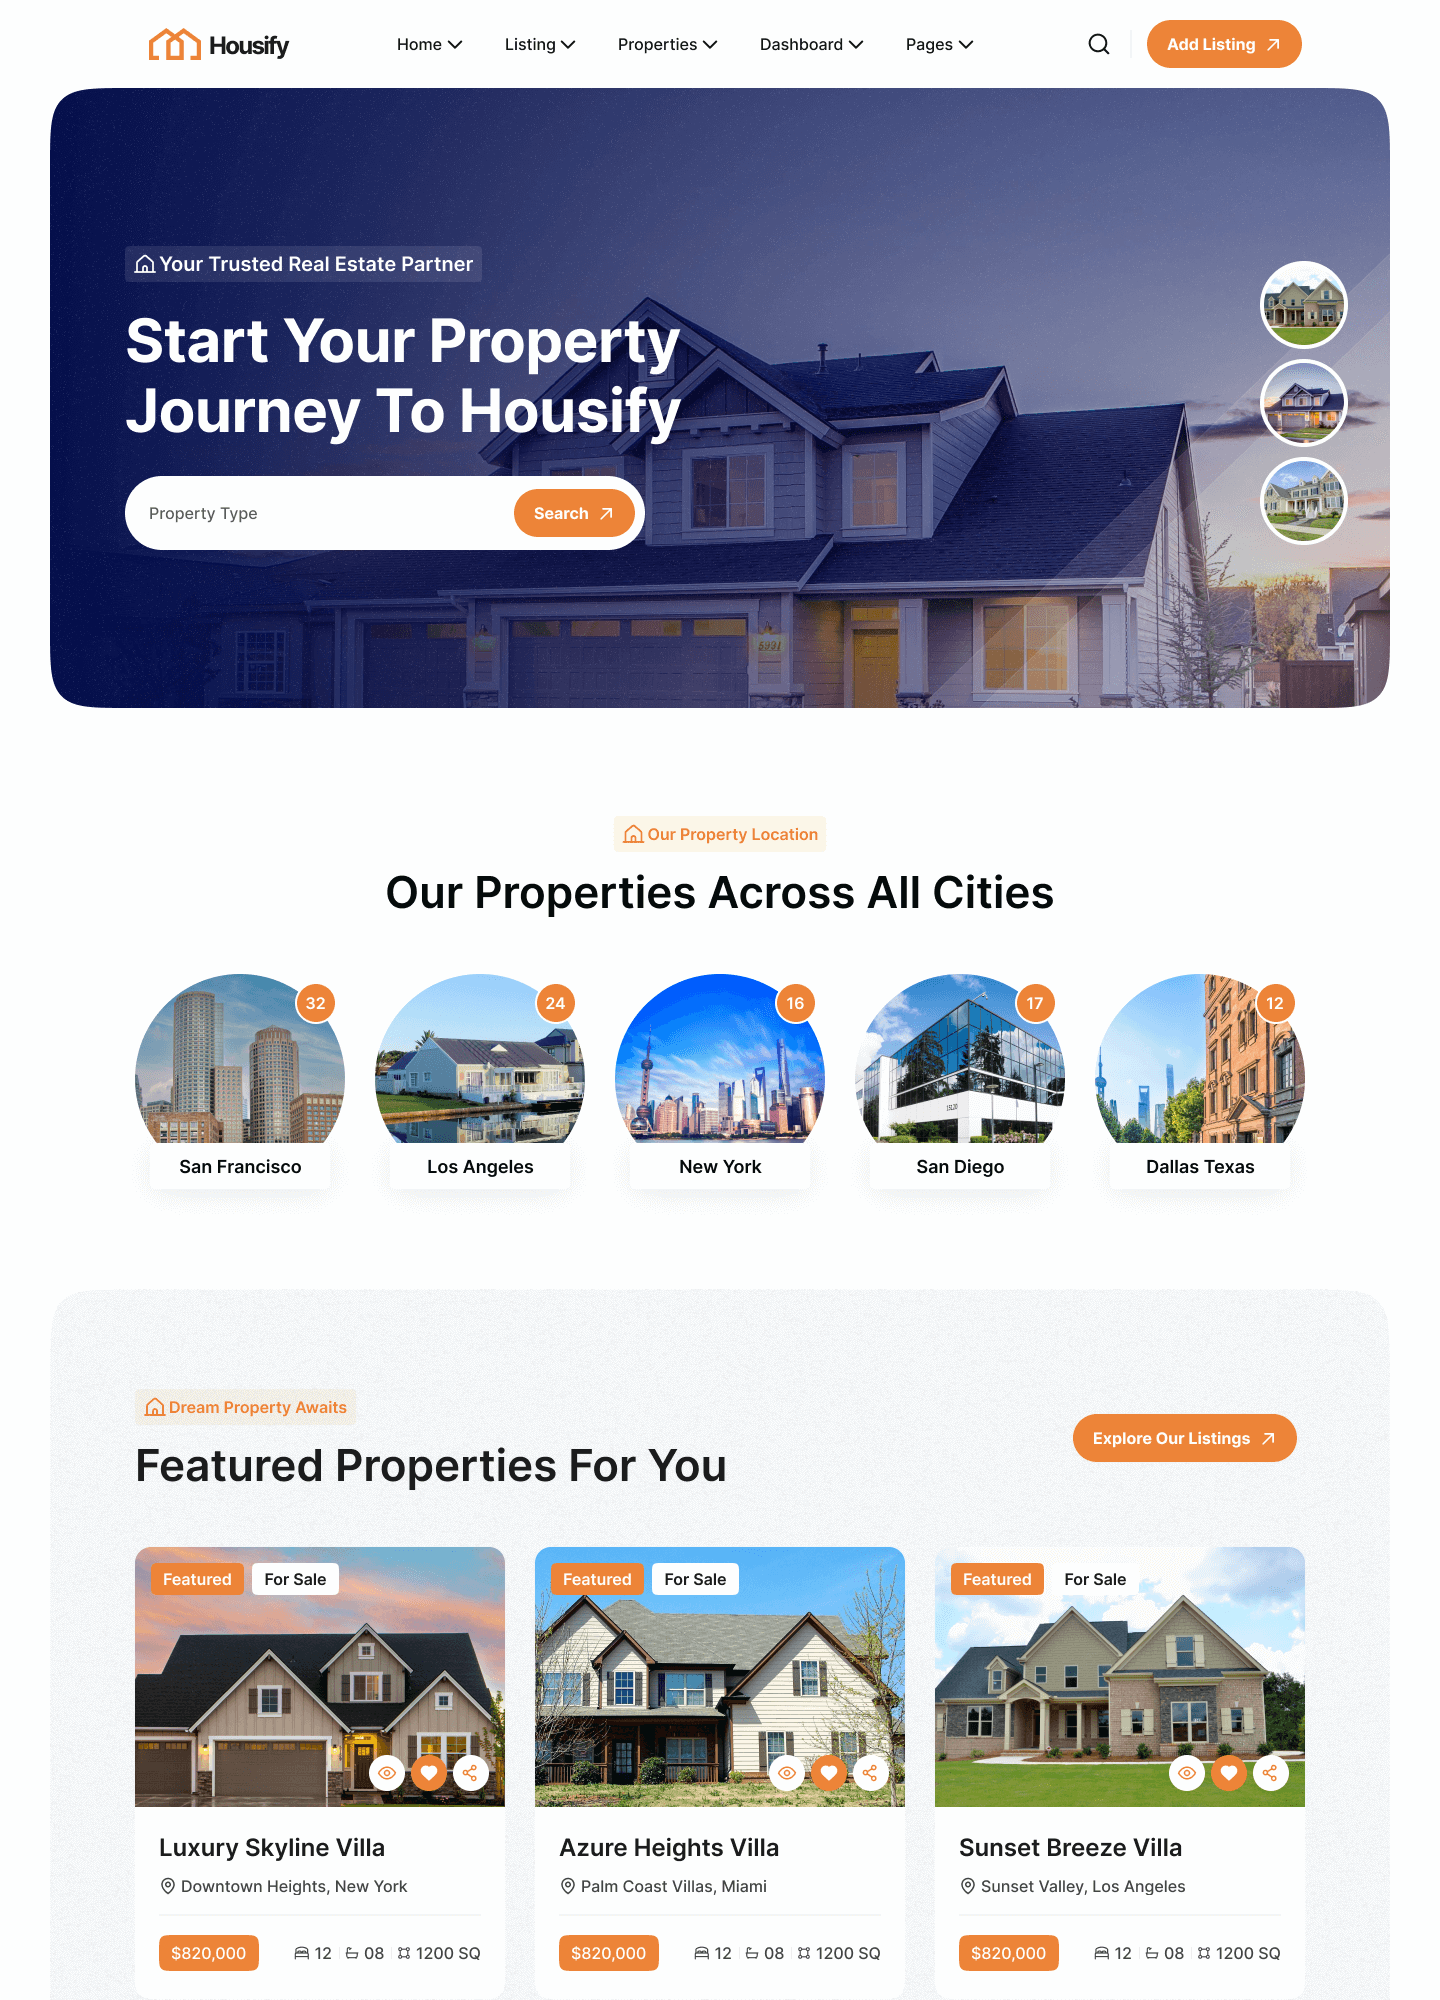 Housify
Home
Listing
Properties
Dashboard
Pages
Add Listing
Your Trusted Real Estate Partner
Start Your Property
Journey To Housify
Property Type
Search
5931
Our Property Location
Our Properties Across All Cities
32
24
16
17
12
15120
San Francisco
Los Angeles
New York
San Diego
Dallas Texas
Dream Property Awaits
Featured Properties For You
Explore Our Listings
Featured For Sale
Featured For Sale
Featured For Sale
Luxury Skyline Villa
Downtown Heights, New York
$820,000 12 08 1200 SQ
Azure Heights Villa
Palm Coast Villas, Miami
$820,000 12 08 1200 SQ
Sunset Breeze Villa
Sunset Valley, Los Angeles
$820,000 12 08 1200 SQ